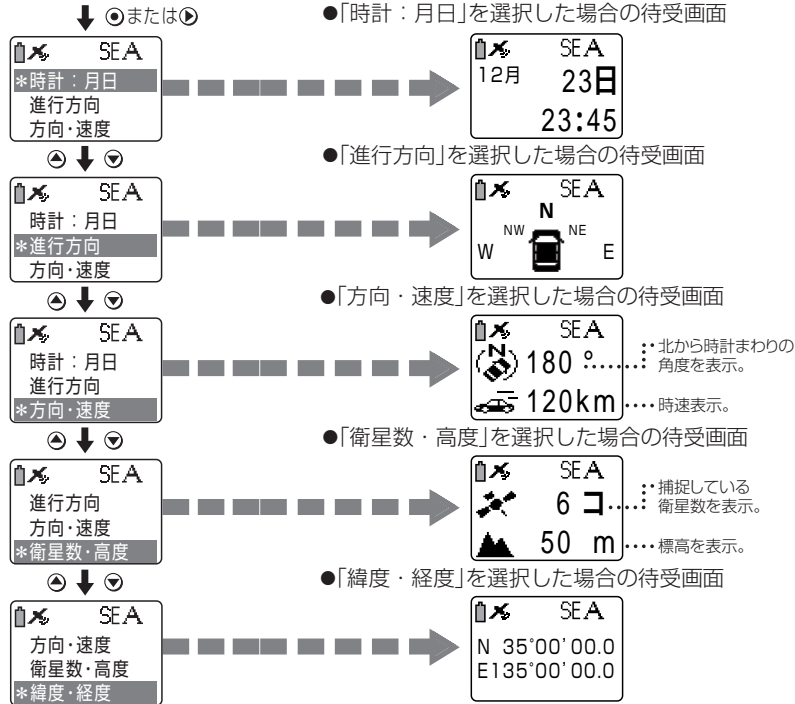 または
●「時計：月日」を選択した場合の待受画面
SEA
＊時計：月日
進行方向
方向・速度
SEA
12月 23日
23:45
●「進行方向」を選択した場合の待受画面
SEA
時計：月日
＊進行方向
方向・速度
SEA
N
NW NE
W E
●「方向・速度」を選択した場合の待受画面
SEA
時計：月日
進行方向
＊方向・速度
SEA
N 180 °
120km
北から時計まわりの
角度を表示。
時速表示。
●「衛星数・高度」を選択した場合の待受画面
SEA
進行方向
方向・速度
＊衛星数・高度
SEA
6 コ
50 m
捕捉している
衛星数を表示。
標高を表示。
●「緯度・経度」を選択した場合の待受画面
SEA
方向・速度
衛星数・高度
＊緯度・経度
SEA
N 35°00'00.0
E135°00'00.0